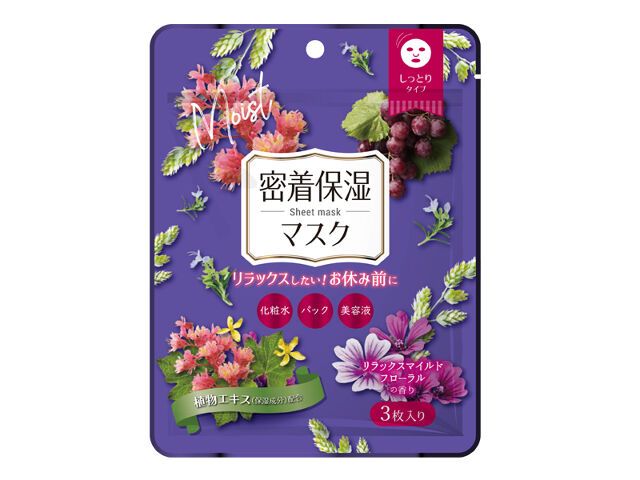 しっとり
タイプ
Moist
密着保湿
Sheet mask
マスク
リラックスしたい!お休み前に
化粧水 パック 美容液
植物エキス(保湿成分)配合
リラックスマイルド
フローラル
の香り
3枚入り